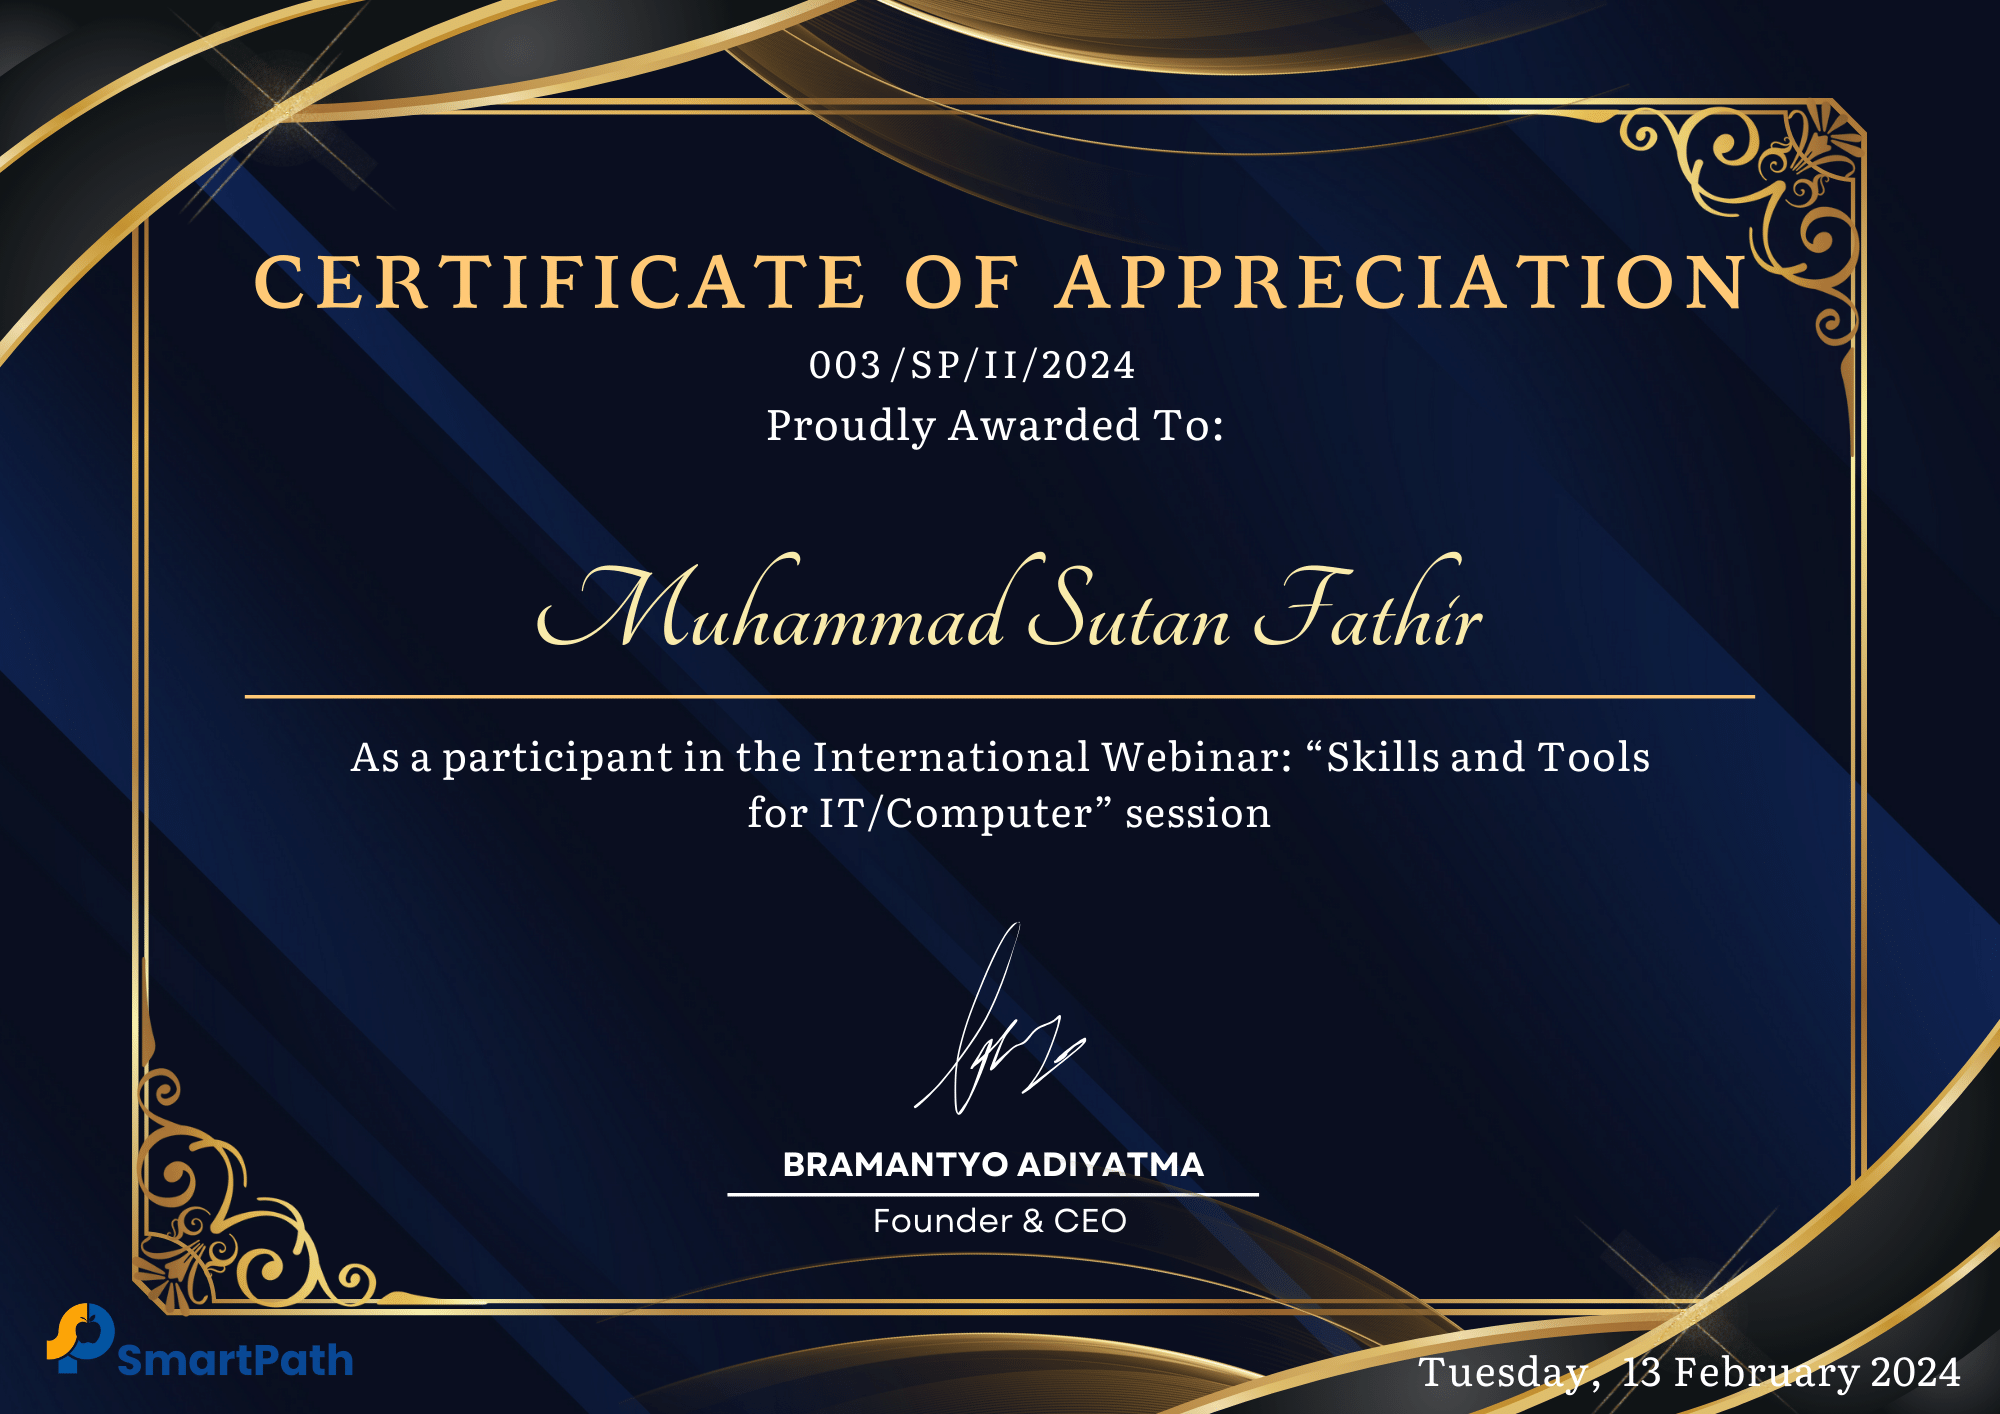 CERTIFICATE OF APPRECIATION
003/SP/II/2024
Proudly Awarded To:
Muhammad Sutan Fathir
As a participant in the International Webinar: “Skills and Tools
for IT/Computer” session
BRAMANTYO ADIYATMA
Founder & CEO
SmartPath
Tuesday, 13 February 2024